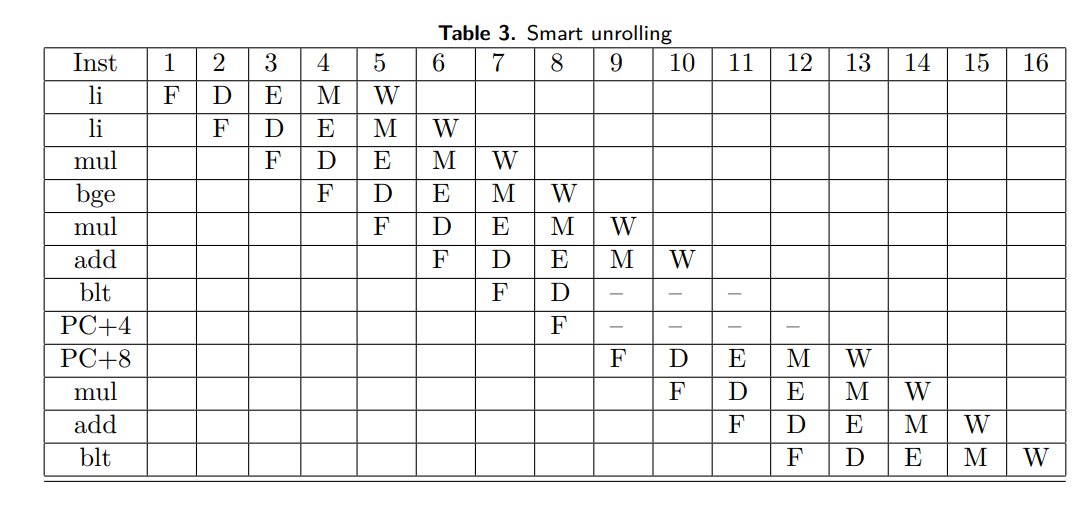 Table 3. Smart unrolling
Inst 1 2 3 4 5 6 7 8 9 10 11 12 13 14 15 16
li F D E M W
li F D E M W
mul F D E M W
bge F D E M W
mul F D E M W
add F D E M W
blt F D – – –
PC+4 F – – – –
PC+8 F D E M W
mul F D E M W
add F D E M W
blt F D E M W